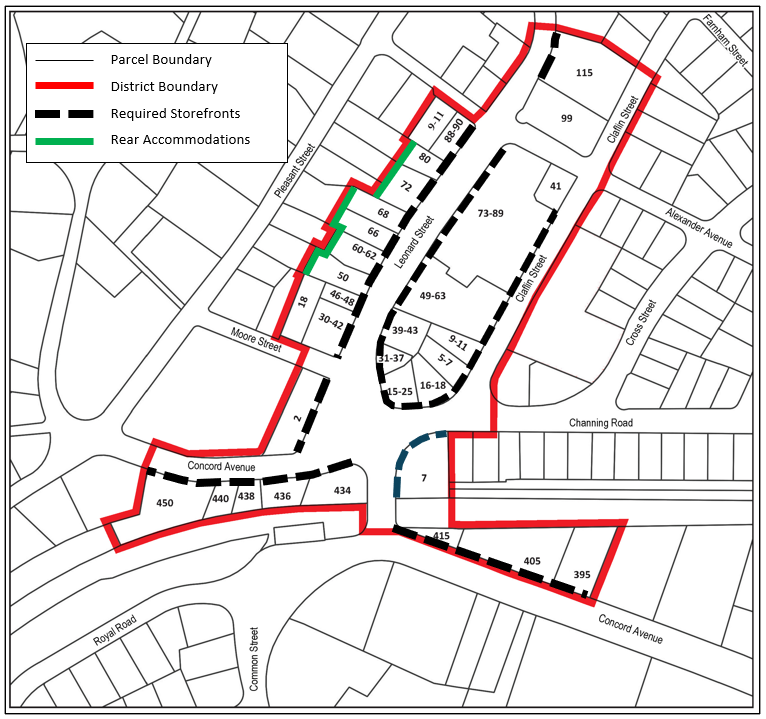 Parcel Boundary
District Boundary
Required Storefronts
Rear Accommodations
Farnham Street
115
99
Claflin Street
9-11
88-90
80
72
68
66
60-62
50
46-48
30-42
18
Pleasant Street
Leonard Street
73-89
41
Alexander Avenue
Claflin Street
49-63
39-43
31-37
15-25
16-18
5-7
9-11
Cross Street
Moore Street
2
Channing Road
Concord Avenue
7
450
440
438
436
434
415
405
395
Concord Avenue
Royal Road
Common Street